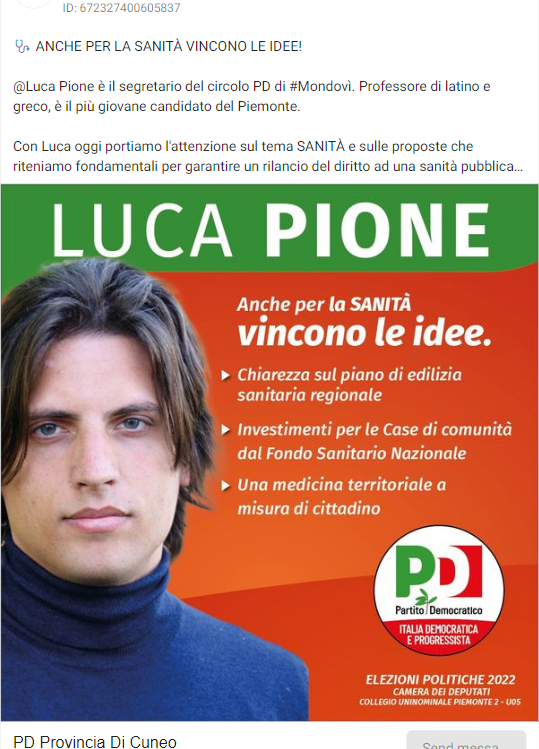 ID: 672327400605837
🩺 ANCHE PER LA SANITÀ VINCONO LE IDEE!
@Luca Pione è il segretario del circolo PD di #Mondovì. Professore di latino e
greco, è il più giovane candidato del Piemonte.
Con Luca oggi portiamo l'attenzione sul tema SANITÀ e sulle proposte che
riteniamo fondamentali per garantire un rilancio del diritto ad una sanità pubblica...
LUCA PIONE
Anche per la SANITÀ
vincono le idee.
Chiarezza sul piano di edilizia
sanitaria regionale
Investimenti per le Case di comunità
dal Fondo Sanitario Nazionale
Una medicina territoriale a
misura di cittadino
PD
Partito Democratico
ITALIA DEMOCRATICA
E PROGRESSISTA
ELEZIONI POLITICHE 2022
CAMERA DEI DEPUTATI
COLLEGIO UNINOMINALE PIEMONTE 2 - U05
PD Provincia Di Cuneo
Send messa